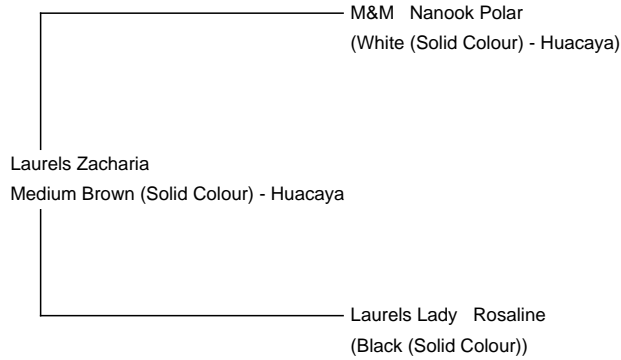 M&M Nanook Polar
(White (Solid Colour) - Huacaya)
Laurels Zacharia
Medium Brown (Solid Colour) - Huacaya
Laurels Lady Rosaline
(Black (Solid Colour))